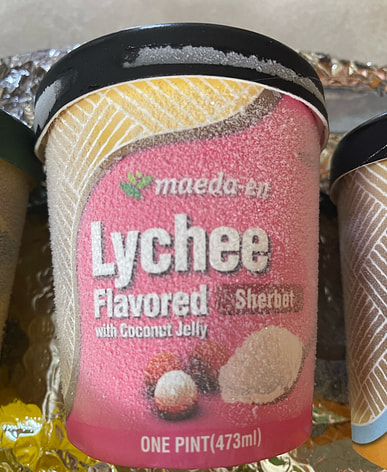 maeda-en
Lychee
Flavored Sherbet
with Coconut Jelly
ONE PINT(473ml)